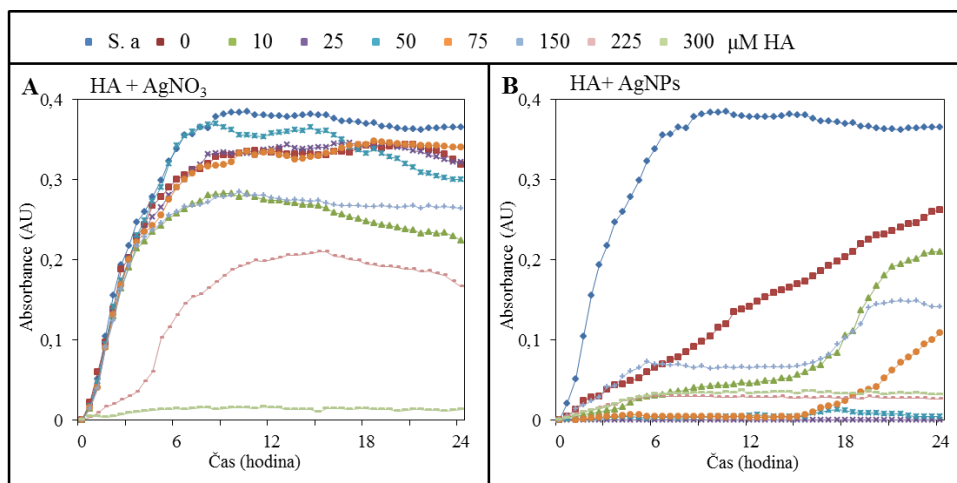 S. a 0 10 25 50 75 150 225 300 μM HA
A HA + AgNO₃
Absorbance (AU)
0,4
0,3
0,2
0,1
0
0 6 12 18 24
Čas (hodina)
B HA+ AgNPs
Absorbance (AU)
0,4
0,3
0,2
0,1
0
0 6 12 18 24
Čas (hodina)